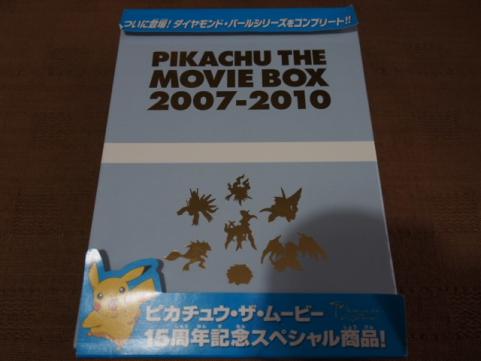 ついに登場! ダイヤモンド・パールシリーズをコンプリート!!
PIKACHU THE
MOVIE BOX
2007-2010
ピカチュウ・ザ・ムービー
15周年記念スペシャル商品!